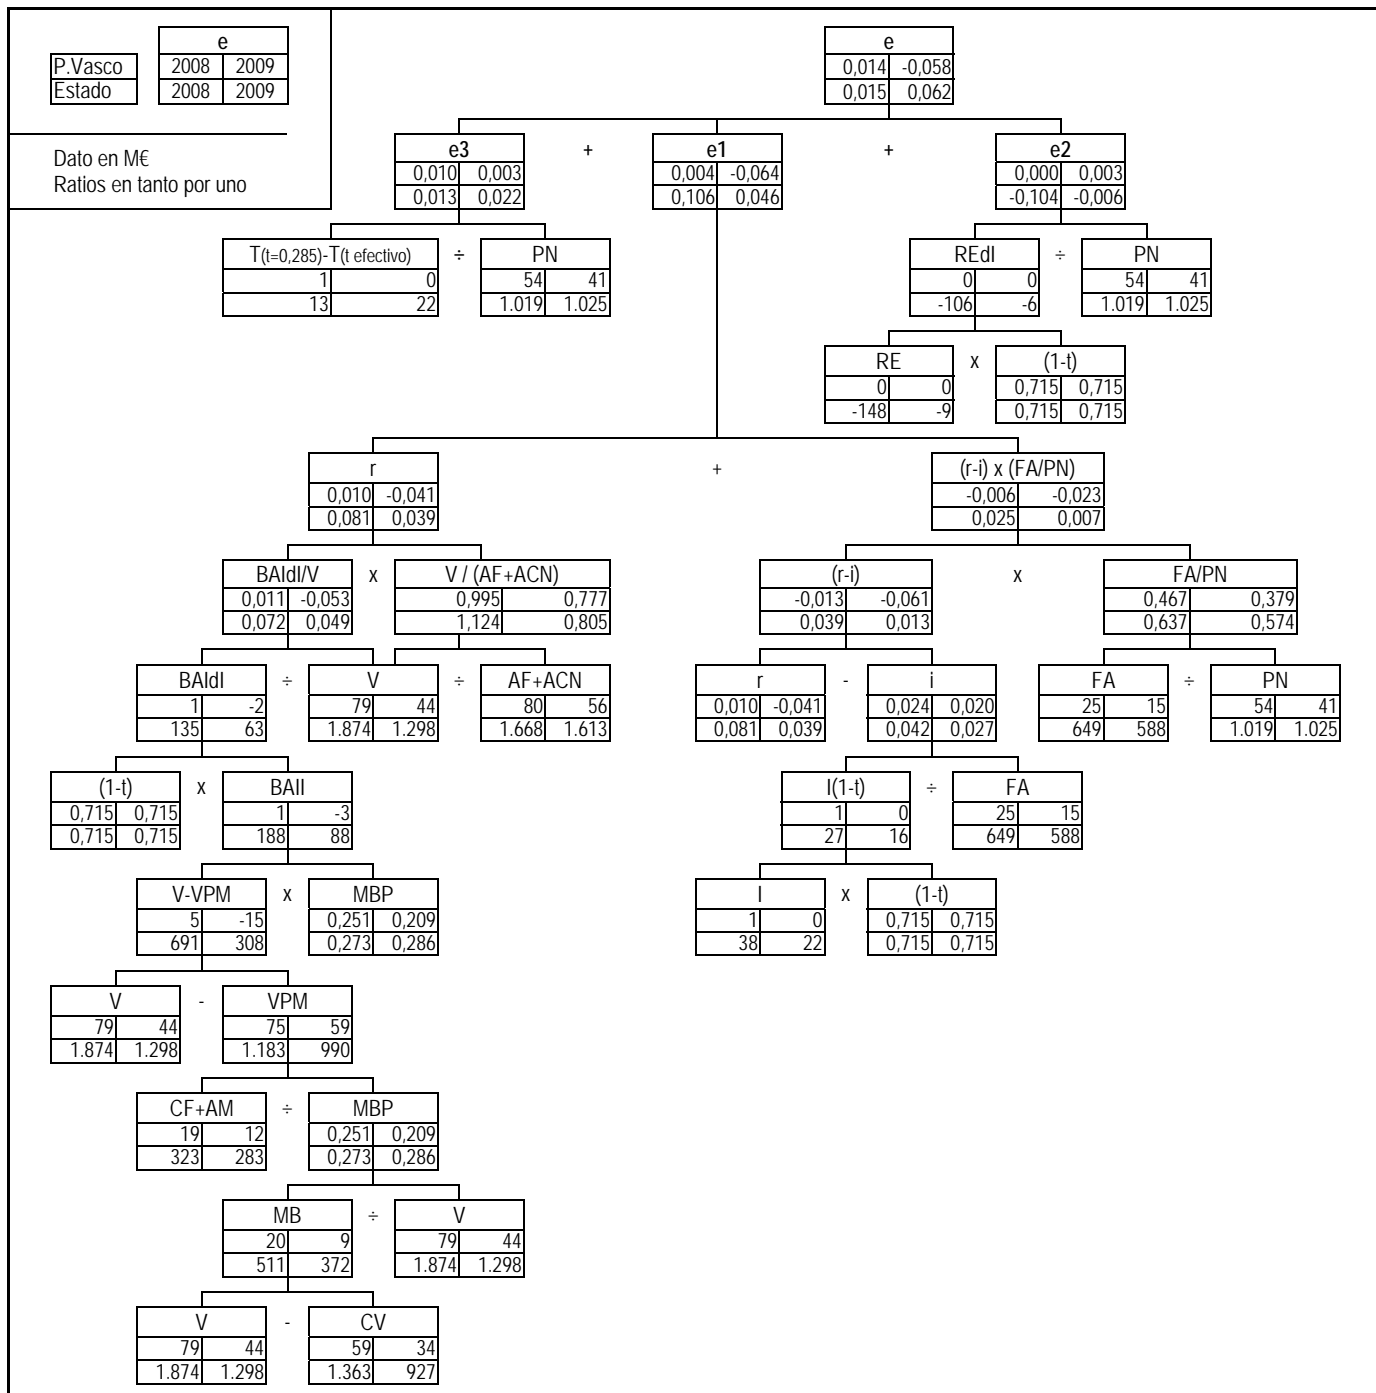 e
P.Vasco 2008 2009
Estado 2008 2009
Dato en M€
Ratios en tanto por uno
e
0,014 -0,058
0,015 0,062
e3 + e1 + e2
0,010 0,003 0,004 -0,064 0,000 0,003
0,013 0,022 0,106 0,046 -0,104 -0,006
T(t=0,285)-T(t efectivo) ÷ PN REdI ÷ PN
1 0 54 41 0 0 54 41
13 22 1.019 1.025 -106 -6 1.019 1.025
RE x (1-t)
0 0 0,715 0,715
-148 -9 0,715 0,715
r + (r-i) x (FA/PN)
0,010 -0,041 -0,006 -0,023
0,081 0,039 0,025 0,007
BAIdI/V x V / (AF+ACN) (r-i) x FA/PN
0,011 -0,053 0,995 0,777 -0,013 -0,061 0,467 0,379
0,072 0,049 1,124 0,805 0,039 0,013 0,637 0,574
BAIdI ÷ V ÷ AF+ACN r - i FA ÷ PN
1 -2 79 44 80 56 0,010 -0,041 0,024 0,020 25 15 54 41
135 63 1.874 1.298 1.668 1.613 0,081 0,039 0,042 0,027 649 588 1.019 1.025
(1-t) x BAII I(1-t) ÷ FA
0,715 0,715 1 -3 1 0 25 15
0,715 0,715 188 88 27 16 649 588
V-VPM x MBP I x (1-t)
5 -15 0,251 0,209 1 0 0,715 0,715
691 308 0,273 0,286 38 22 0,715 0,715
V - VPM
79 44 75 59
1.874 1.298 1.183 990
CF+AM ÷ MBP
19 12 0,251 0,209
323 283 0,273 0,286
MB ÷ V
20 9 79 44
511 372 1.874 1.298
V - CV
79 44 59 34
1.874 1.298 1.363 927